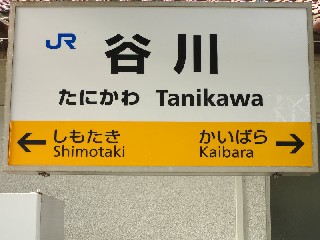 JR 谷川
たにかわ Tanikawa
← しもたき かいばら →
Shimotaki Kaibara